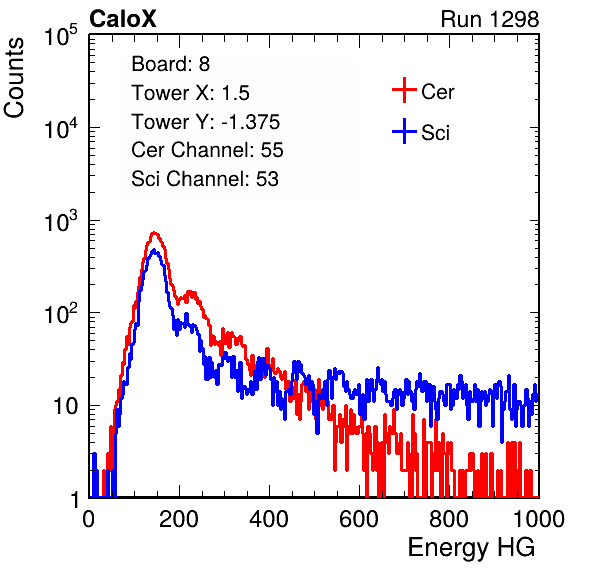 CaloX Run 1298
Counts
10^5
10^4
10^3
10^2
10
1
Board: 8
Tower X: 1.5
Tower Y: -1.375
Cer Channel: 55
Sci Channel: 53
Cer
Sci
0 200 400 600 800 1000
Energy HG